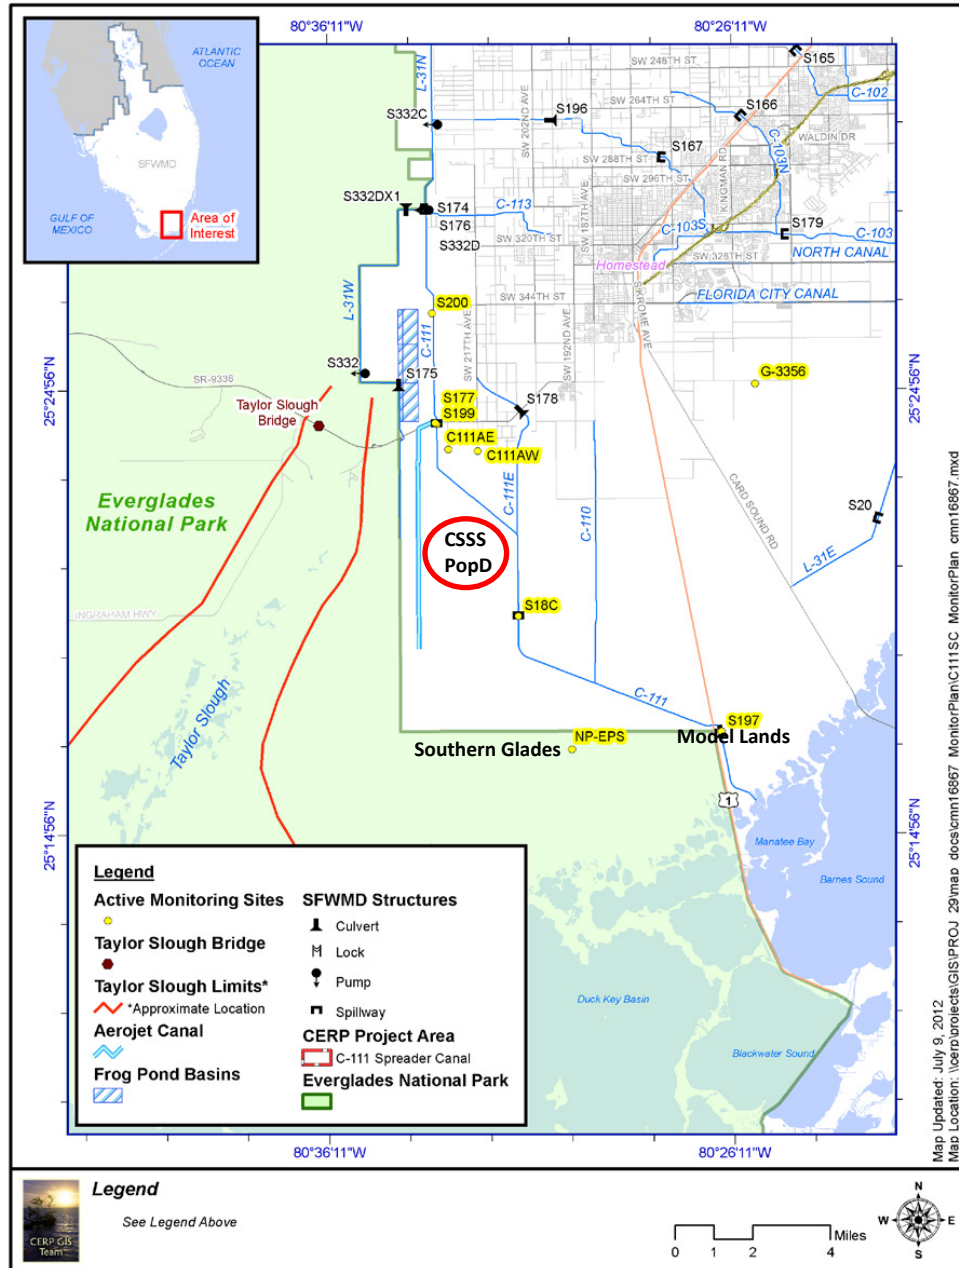 80°36'11"W
80°26'11"W
ATLANTIC
OCEAN
SFWMD
GULF OF
MEXICO
Area of
Interest
L-31N
SW 248TH ST
S165
C-102
SW 264TH ST
S166
S332C
SW 202ND AVE
S196
WALDIN DR
S167
SW 288TH ST
KINGMAN RD
C-103N
SW 296TH ST
SW 187TH AVE
S332DX1
S174
C-113
S176
C-103S
S179
C-103
SW 320TH ST
S332D
NORTH CANAL
SW 328TH ST
Homestead
L-31W
SW 344TH ST
S KROME AVE
FLORIDA CITY CANAL
S200
C-111
SW 217TH AVE
SW 192ND AVE
S332
S175
G-3356
25°24'56"N
25°24'56"N
SR-9336
S177
S178
Taylor Slough
Bridge
S199
C111AE
C111AW
C-111E
C-110
CARD SOUND RD
Everglades
National Park
S20
L-31E
CSSS
PopD
INGRAHAM HWY
S18C
Taylor Slough
C-111
S197
NP-EPS
Model Lands
Southern Glades
1
25°14'56"N
25°14'56"N
Manatee Bay
Barnes Sound
Duck Key Basin
Blackwater Sound
Legend
Active Monitoring Sites
Taylor Slough Bridge
Taylor Slough Limits*
*Approximate Location
Aerojet Canal
Frog Pond Basins
SFWMD Structures
Culvert
Lock
Pump
Spillway
CERP Project Area
C-111 Spreader Canal
Everglades National Park
80°36'11"W
80°26'11"W
Map Updated: July 9, 2012
Map Location: \\cerp\projects\GIS\PROJ_29\map_docs\cmn16867_MonitorPlan\C111SC_MonitorPlan_cmn16867.mxd
CERP GIS
Team
Legend
See Legend Above
Miles
0 1 2 4
N
W E
S